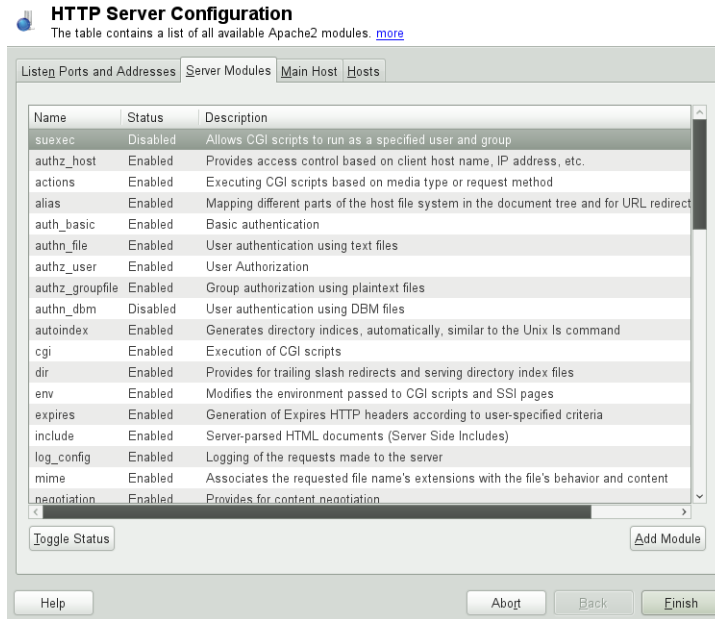 HTTP Server Configuration
The table contains a list of all available Apache2 modules. more
Listen Ports and Addresses Server Modules Main Host Hosts
Name Status Description
suexec Disabled Allows CGI scripts to run as a specified user and group
authz_host Enabled Provides access control based on client host name, IP address, etc.
actions Enabled Executing CGI scripts based on media type or request method
alias Enabled Mapping different parts of the host file system in the document tree and for URL redirect
auth_basic Enabled Basic authentication
authn_file Enabled User authentication using text files
authz_user Enabled User Authorization
authz_groupfile Enabled Group authorization using plaintext files
authn_dbm Disabled User authentication using DBM files
autoindex Enabled Generates directory indices, automatically, similar to the Unix ls command
cgi Enabled Execution of CGI scripts
dir Enabled Provides for trailing slash redirects and serving directory index files
env Enabled Modifies the environment passed to CGI scripts and SSI pages
expires Enabled Generation of Expires HTTP headers according to user-specified criteria
include Enabled Server-parsed HTML documents (Server Side Includes)
log_config Enabled Logging of the requests made to the server
mime Enabled Associates the requested file name's extensions with the file's behavior and content
negotiation Enabled Provides for content negotiation
Toggle Status Add Module
Help Abort Back Finish